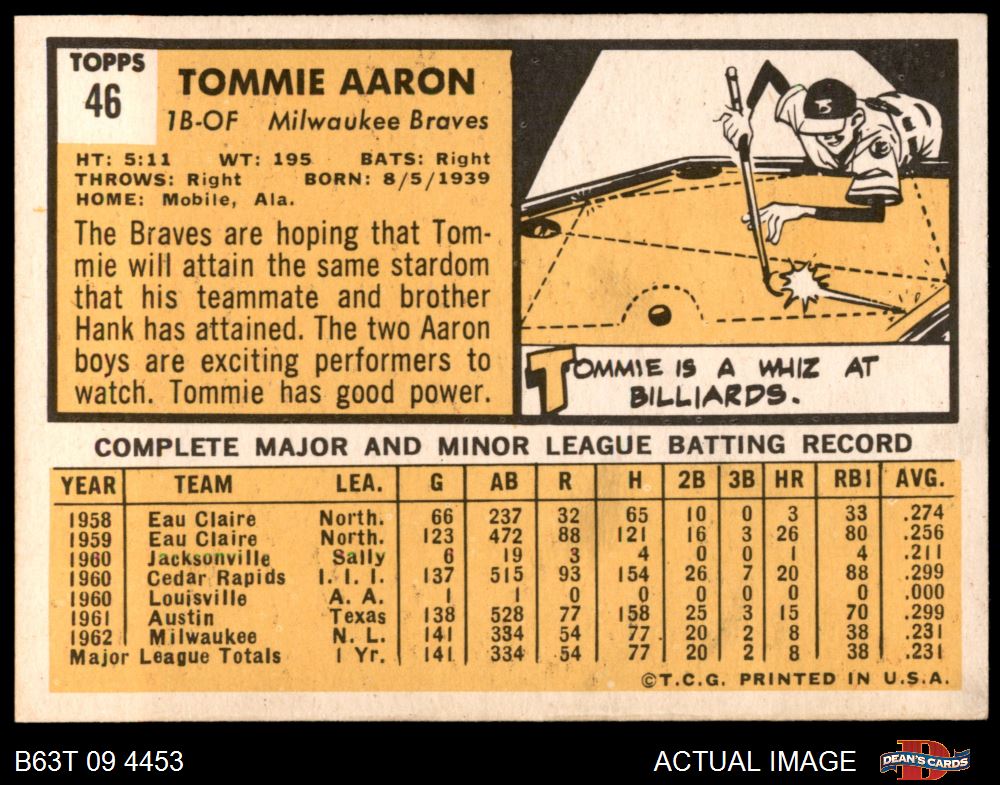 TOPPS
46
TOMMIE AARON
1B-OF Milwaukee Braves
HT: 5:11 WT: 195 BATS: Right
THROWS: Right BORN: 8/5/1939
HOME: Mobile, Ala.
The Braves are hoping that Tom-
mie will attain the same stardom
that his teammate and brother
Hank has attained. The two Aaron
boys are exciting performers to
watch. Tommie has good power.
TOMMIE IS A WHIZ AT
BILLIARDS.
COMPLETE MAJOR AND MINOR LEAGUE BATTING RECORD
YEAR TEAM LEA. G AB R H 2B 3B HR RBI AVG.
1958 Eau Claire North. 66 237 32 65 10 0 3 33 .274
1959 Eau Claire North. 123 472 88 121 16 3 26 80 .256
1960 Jacksonville Sally 6 19 3 4 0 0 1 4 .211
1960 Cedar Rapids I. I. I. 137 515 93 154 26 7 20 88 .299
1960 Louisville A. A. 1 1 0 0 0 0 0 0 .000
1961 Austin Texas 138 528 77 158 25 3 15 70 .299
1962 Milwaukee N. L. 141 334 54 77 20 2 8 38 .231
Major League Totals 1 Yr. 141 334 54 77 20 2 8 38 .231
©T.C.G. PRINTED IN U.S.A.
B63T 09 4453
ACTUAL IMAGE
D
DEAN'S CARDS